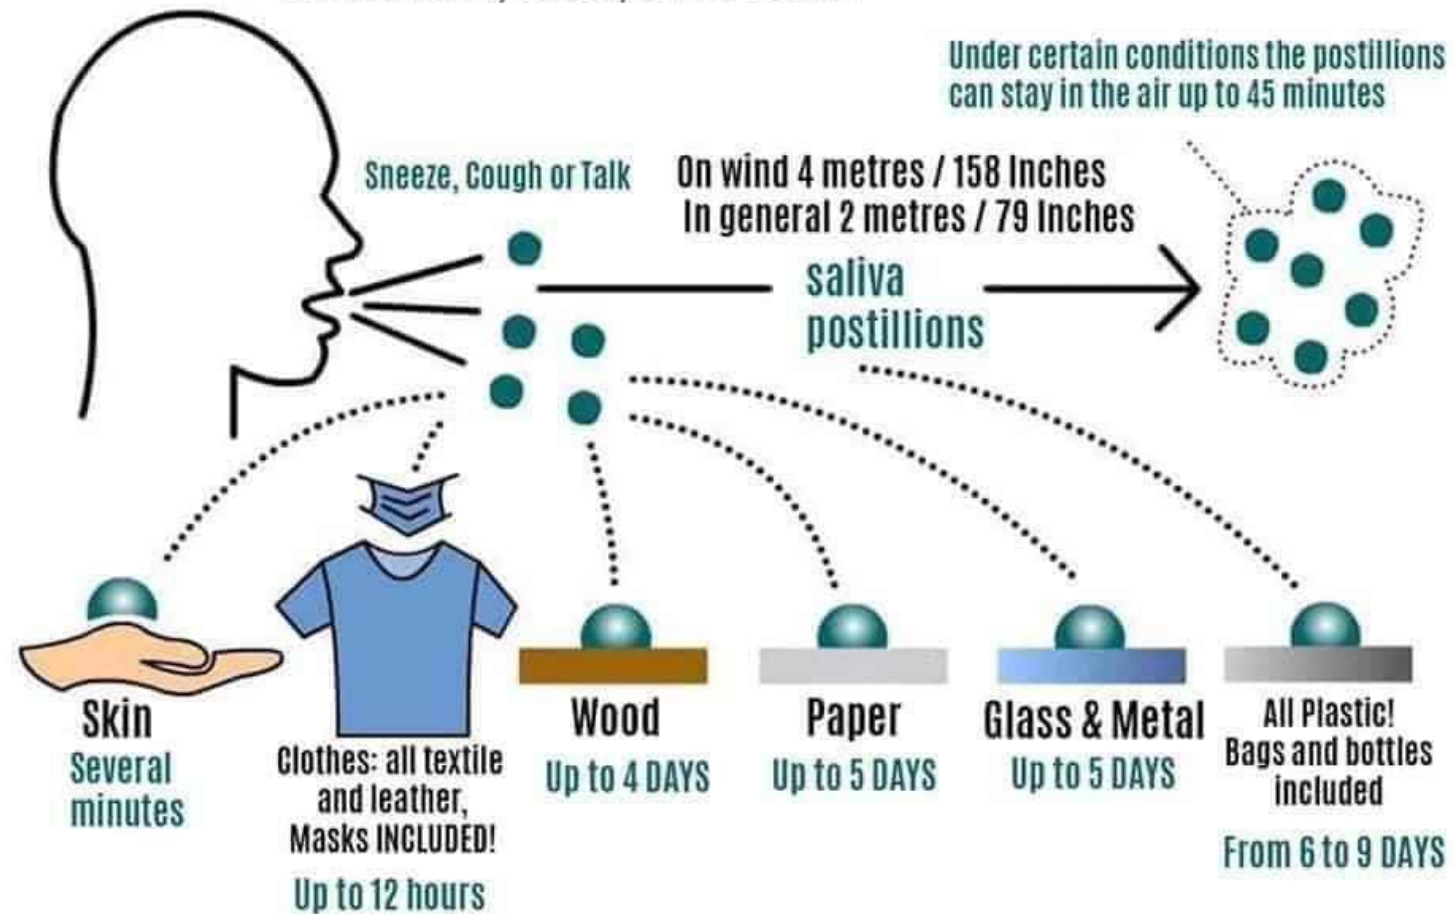 Under certain conditions the postillions
can stay in the air up to 45 minutes
Sneeze, Cough or Talk
On wind 4 metres / 158 Inches
In general 2 metres / 79 Inches
saliva
postillions
Skin
Several
minutes
Clothes: all textile
and leather,
Masks INCLUDED!
Up to 12 hours
Wood
Up to 4 DAYS
Paper
Up to 5 DAYS
Glass & Metal
Up to 5 DAYS
All Plastic!
Bags and bottles
included
From 6 to 9 DAYS